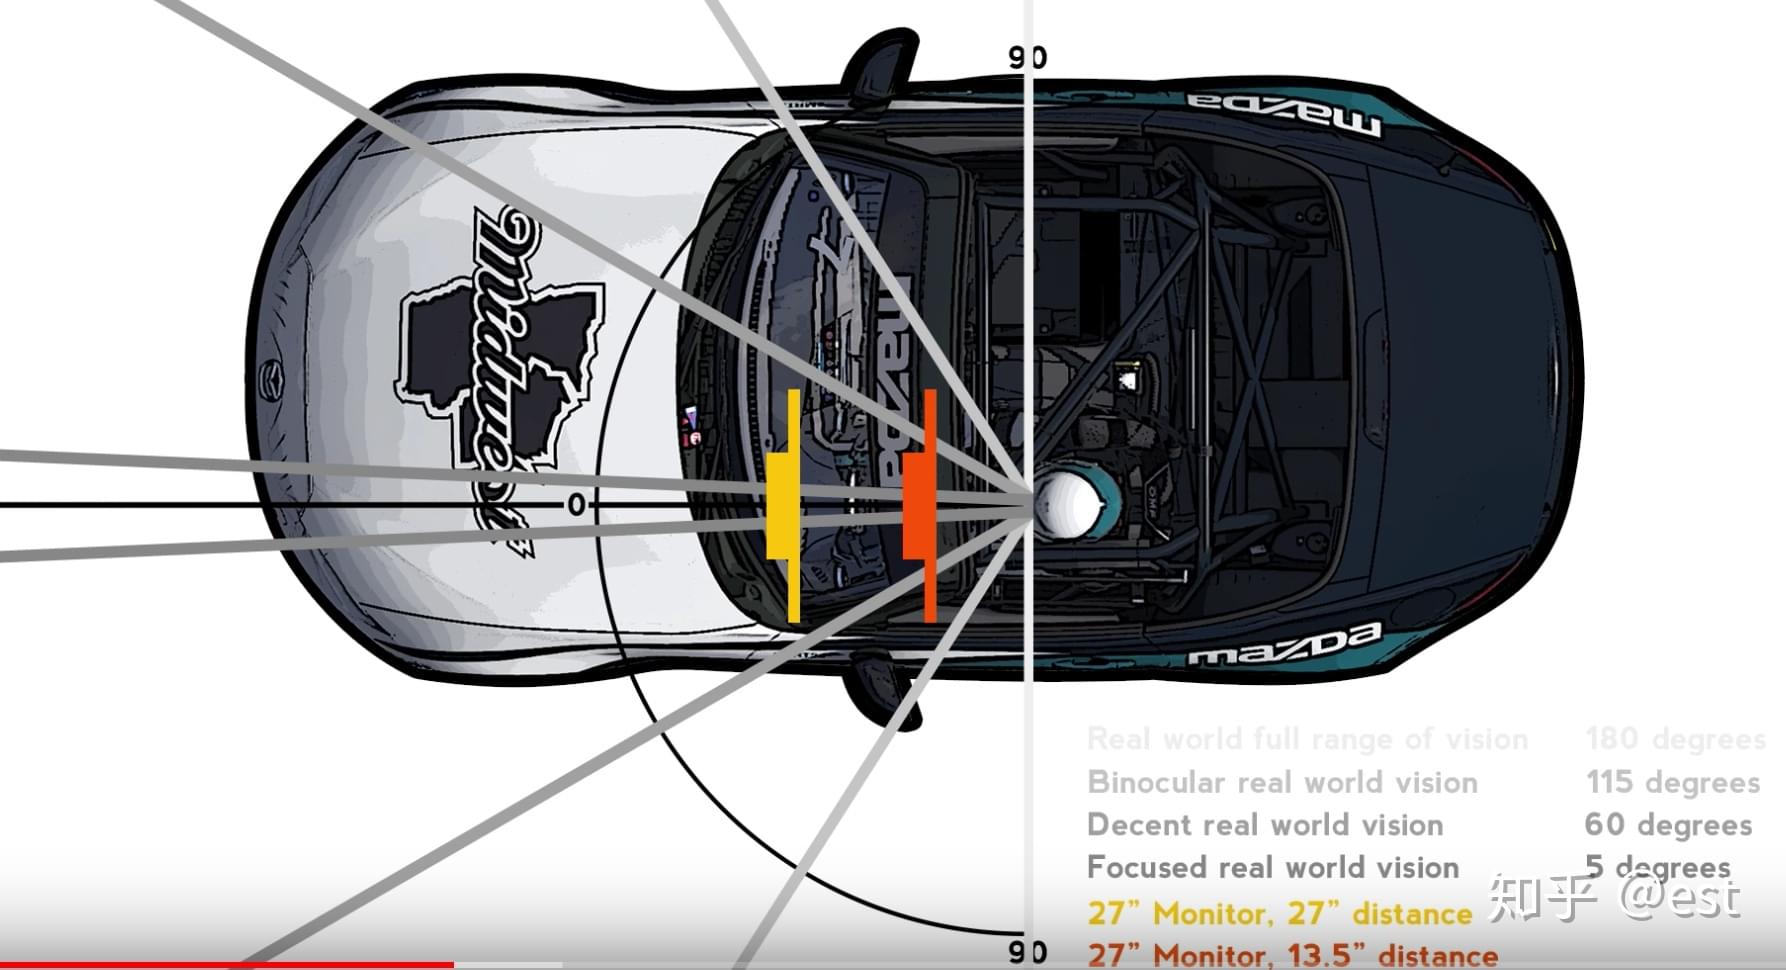 90
mazda
Midwest
mazda
0
mazda
Real world full range of vision 180 degrees
Binocular real world vision 115 degrees
Decent real world vision 60 degrees
Focused real world vision 5 degrees
知乎 @est
27” Monitor, 27” distance
90
27” Monitor, 13.5” distance